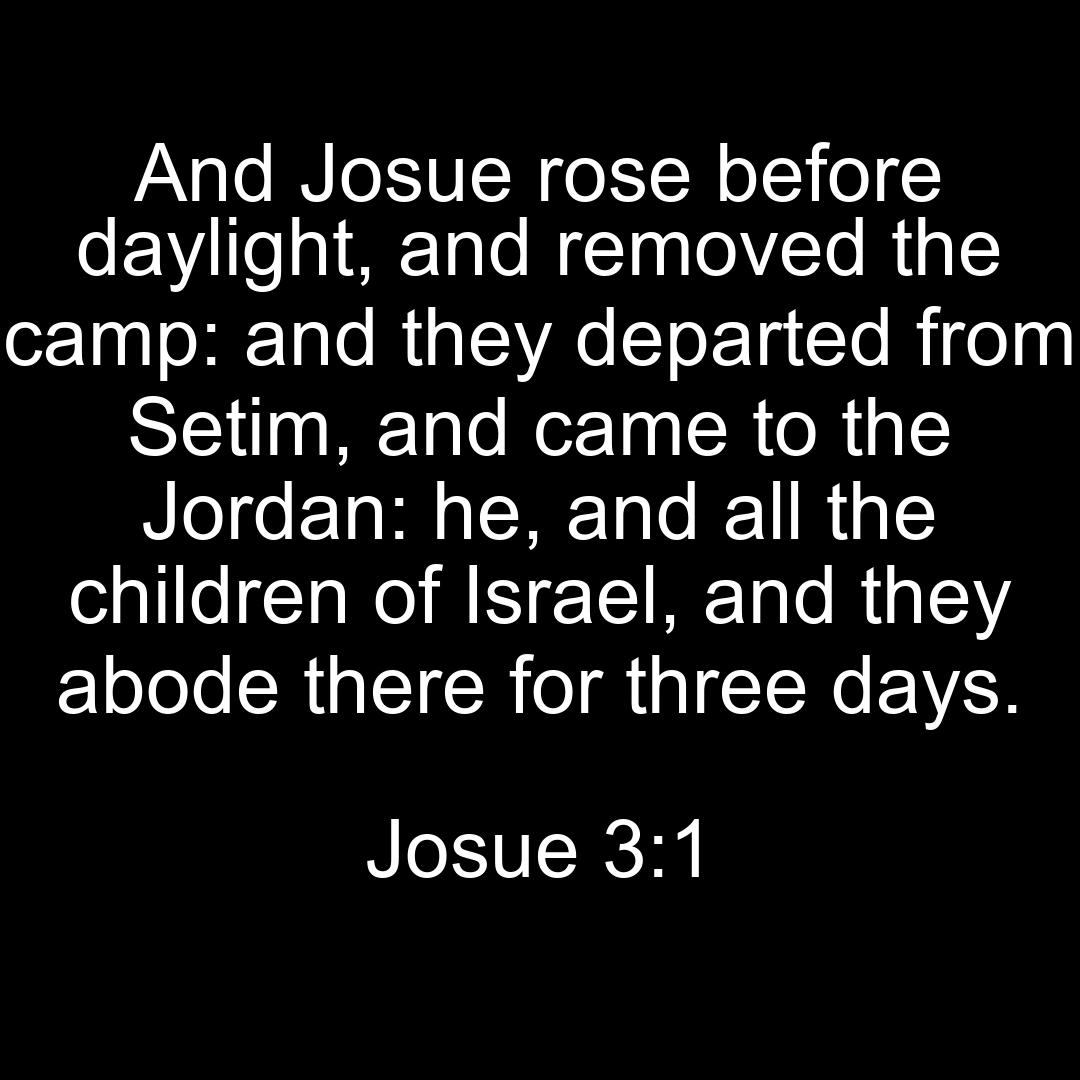 And Josue rose before
daylight, and removed the
camp: and they departed from
Setim, and came to the
Jordan: he, and all the
children of Israel, and they
abode there for three days.
Josue 3:1